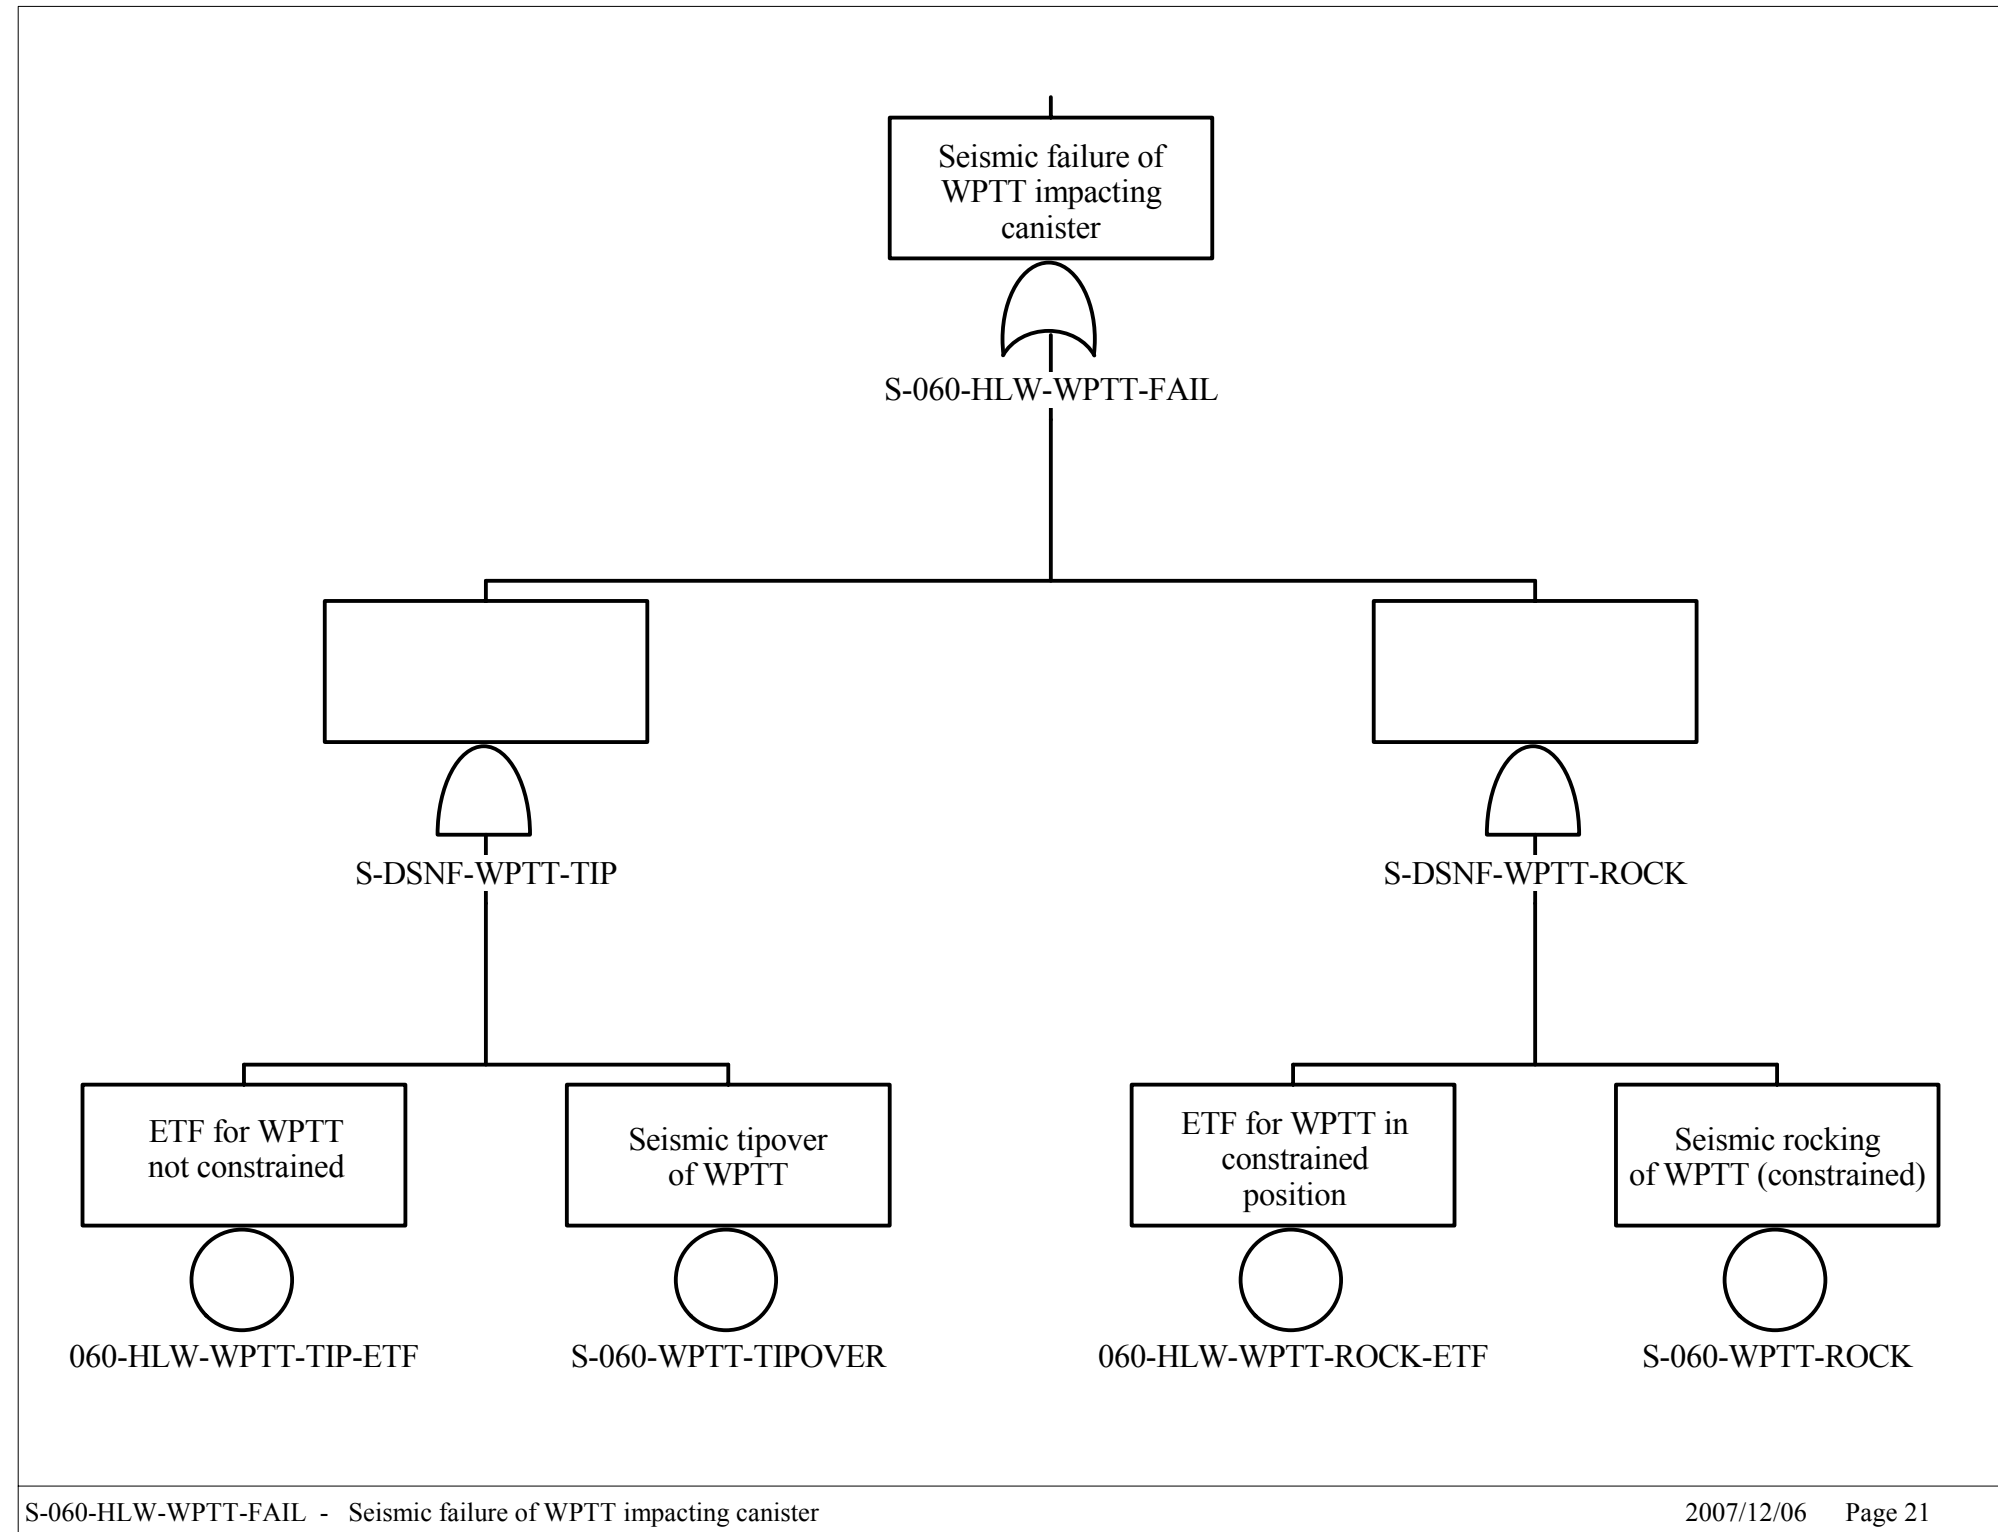 Seismic failure of
WPTT impacting
canister
S-060-HLW-WPTT-FAIL
S-DSNF-WPTT-TIP
S-DSNF-WPTT-ROCK
ETF for WPTT
not constrained
Seismic tipover
of WPTT
ETF for WPTT in
constrained
position
Seismic rocking
of WPTT (constrained)
060-HLW-WPTT-TIP-ETF
S-060-WPTT-TIPOVER
060-HLW-WPTT-ROCK-ETF
S-060-WPTT-ROCK
S-060-HLW-WPTT-FAIL - Seismic failure of WPTT impacting canister
2007/12/06 Page 21